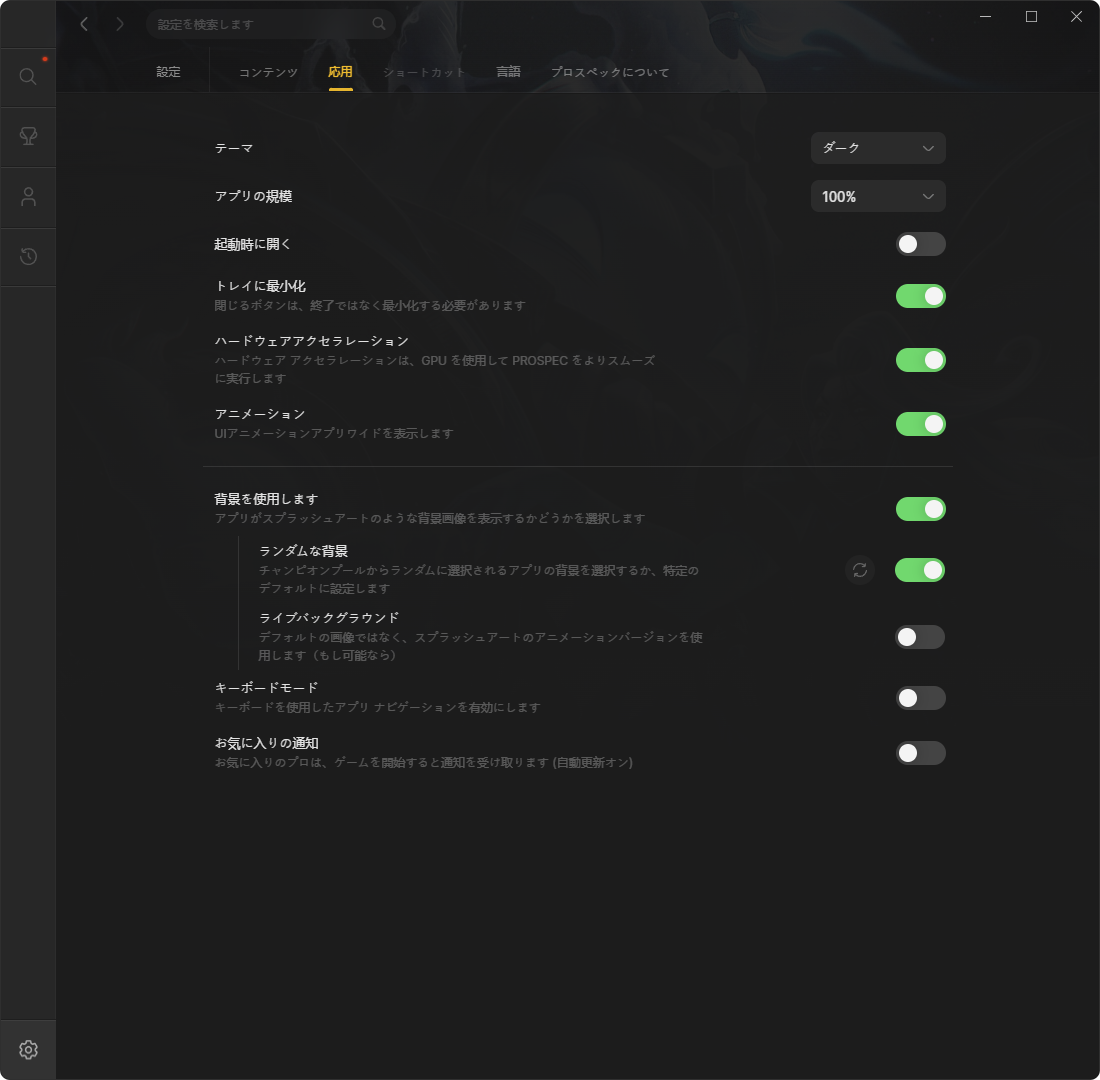 設定を検索します
設定
コンテンツ
応用
ショートカット
言語
プロスペックについて
テーマ
ダーク
アプリの規模
100%
起動時に開く
トレイに最小化
閉じるボタンは、終了ではなく最小化する必要があります
ハードウェアアクセラレーション
ハードウェア アクセラレーションは、GPU を使用して PROSPEC をよりスムーズ
に実行します
アニメーション
UIアニメーションアプリワイドを表示します
背景を使用します
アプリがスプラッシュアートのような背景画像を表示するかどうかを選択します
ランダムな背景
チャンピオンプールからランダムに選択されるアプリの背景を選択するか、特定の
デフォルトに設定します
ライブバックグラウンド
デフォルトの画像ではなく、スプラッシュアートのアニメーションバージョンを使
用します（もし可能なら）
キーボードモード
キーボードを使用したアプリ ナビゲーションを有効にします
お気に入りの通知
お気に入りのプロは、ゲームを開始すると通知を受け取ります (自動更新オン)